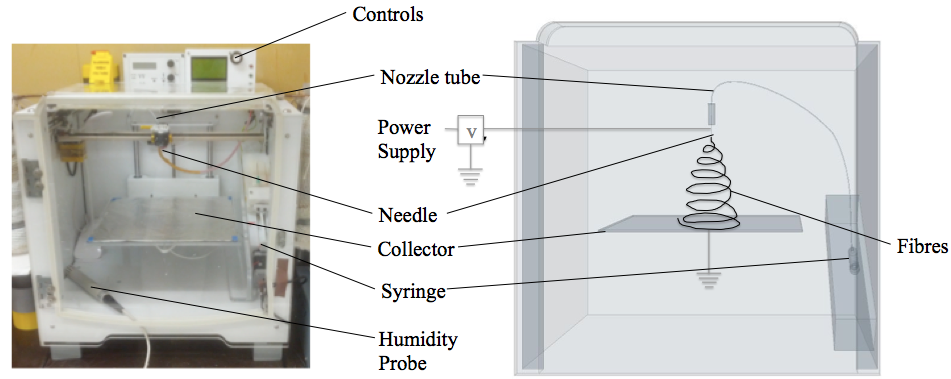 Controls
Nozzle tube
Power
Supply
V
Needle
Collector
Fibres
Syringe
Humidity
Probe